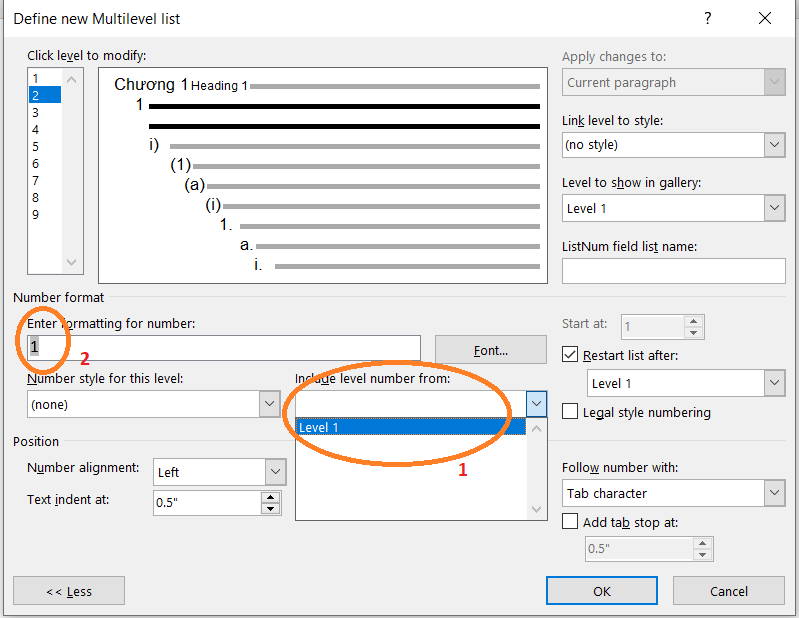 Define new Multilevel list ?
Click level to modify:
1
2
3
4
5
6
7
8
9
Chương 1 Heading 1
1
i)
(1)
(a)
(i)
1.
a.
i.
Apply changes to:
Current paragraph
Link level to style:
(no style)
Level to show in gallery:
Level 1
ListNum field list name:
Number format
Enter formatting for number:
1
2
Font...
Start at: 1
Restart list after:
Level 1
Legal style numbering
Number style for this level:
(none)
Include level number from:
Level 1
1
Position
Number alignment: Left
Text indent at: 0.5"
Follow number with:
Tab character
Add tab stop at:
0.5"
<< Less
OK
Cancel